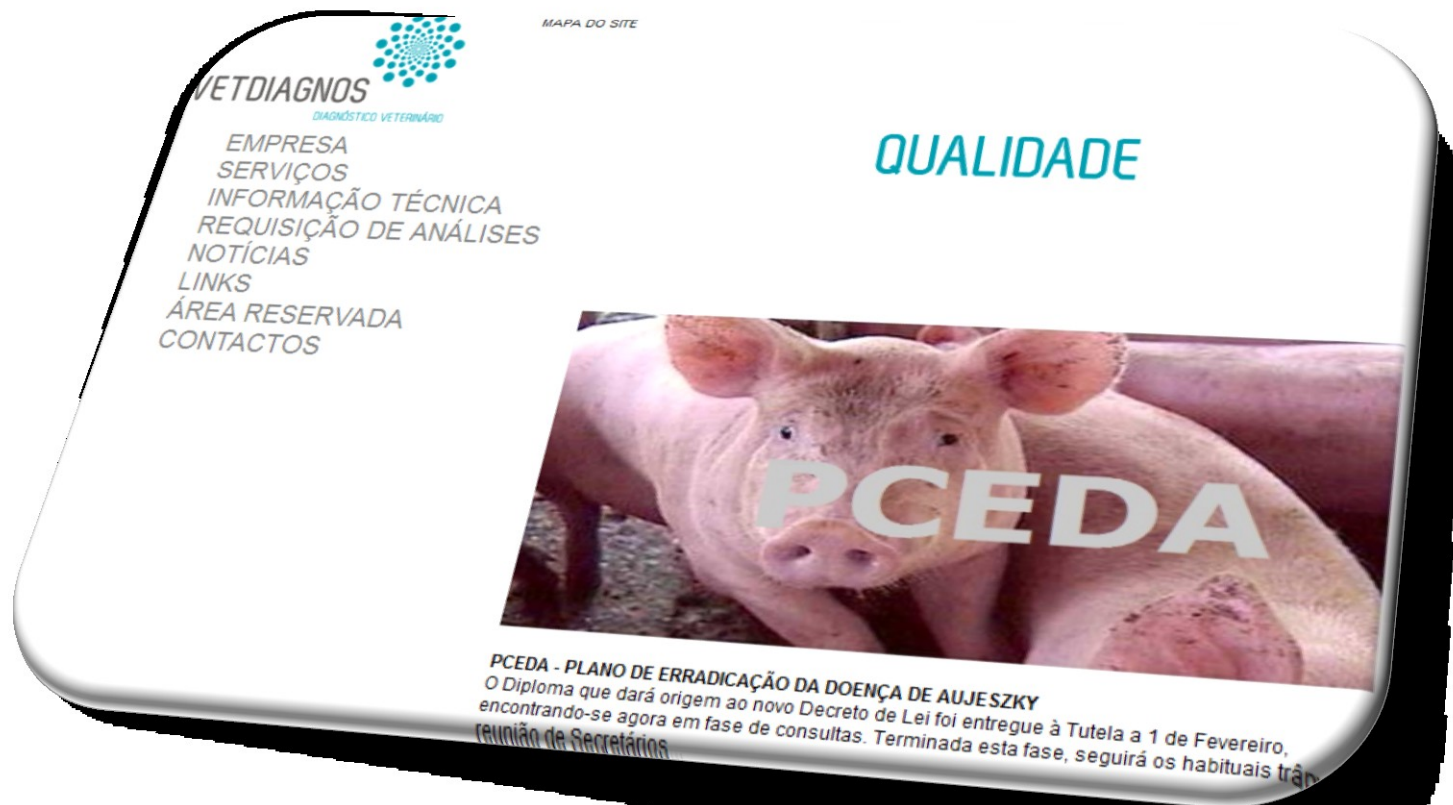 MAPA DO SITE
VETDIAGNOS
DIAGNÓSTICO VETERINÁRIO
EMPRESA
SERVIÇOS
INFORMAÇÃO TÉCNICA
REQUISIÇÃO DE ANÁLISES
NOTÍCIAS
LINKS
ÁREA RESERVADA
CONTACTOS
QUALIDADE
PCEDA
PCEDA - PLANO DE ERRADICAÇÃO DA DOENÇA DE AUJESZKY
O Diploma que dará origem ao novo Decreto de Lei foi entregue à Tutela a 1 de Fevereiro,
encontrando-se agora em fase de consultas. Terminada esta fase, seguirá os habituais
reunião de Secretários